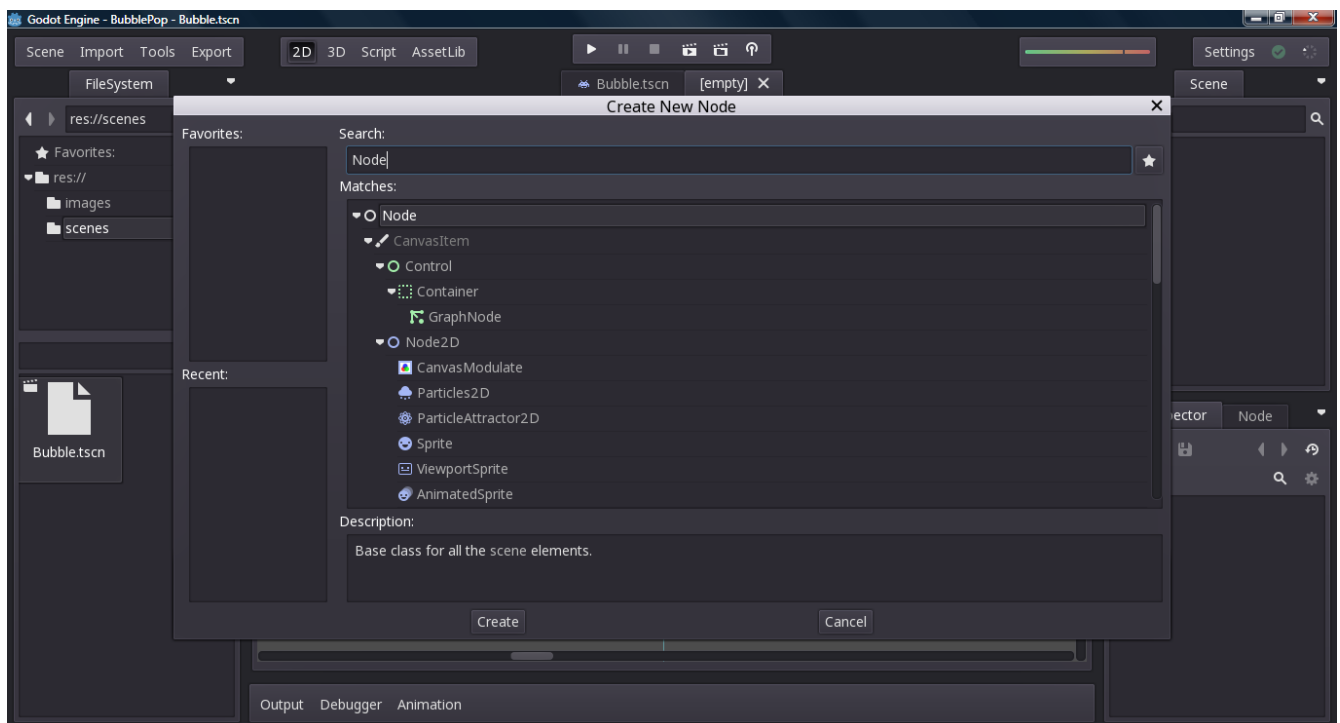 Godot Engine - BubblePop - Bubble.tscn
Scene Import Tools Export 2D 3D Script AssetLib Settings
FileSystem Bubble.tscn [empty] Scene
Create New Node
res://scenes
Favorites: Search:
Favorites: Node
res:// Matches:
images Node
scenes CanvasItem
Control
Container
GraphNode
Node2D
CanvasModulate
Recent:
Particles2D
ParticleAttractor2D
ector Node
Sprite
Bubble.tscn
ViewportSprite
AnimatedSprite
Description:
Base class for all the scene elements.
Create Cancel
Output Debugger Animation